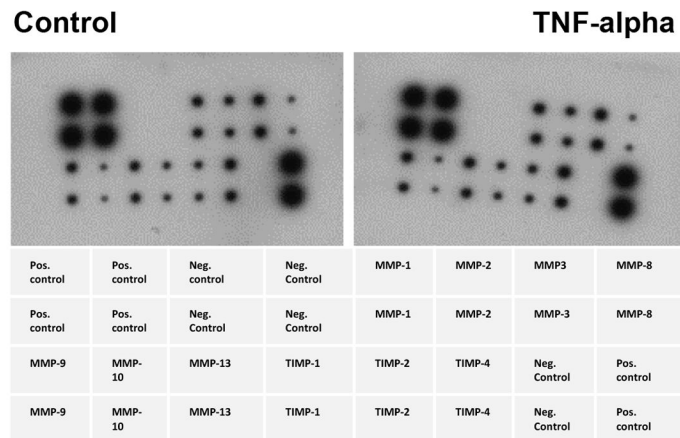 Control TNF-alpha
Pos. control Pos. control Neg. control Neg. Control MMP-1 MMP-2 MMP3 MMP-8
Pos. control Pos. control Neg. Control Neg. Control MMP-1 MMP-2 MMP-3 MMP-8
MMP-9 MMP-10 MMP-13 TIMP-1 TIMP-2 TIMP-4 Neg. Control Pos. control
MMP-9 MMP-10 MMP-13 TIMP-1 TIMP-2 TIMP-4 Neg. Control Pos. control